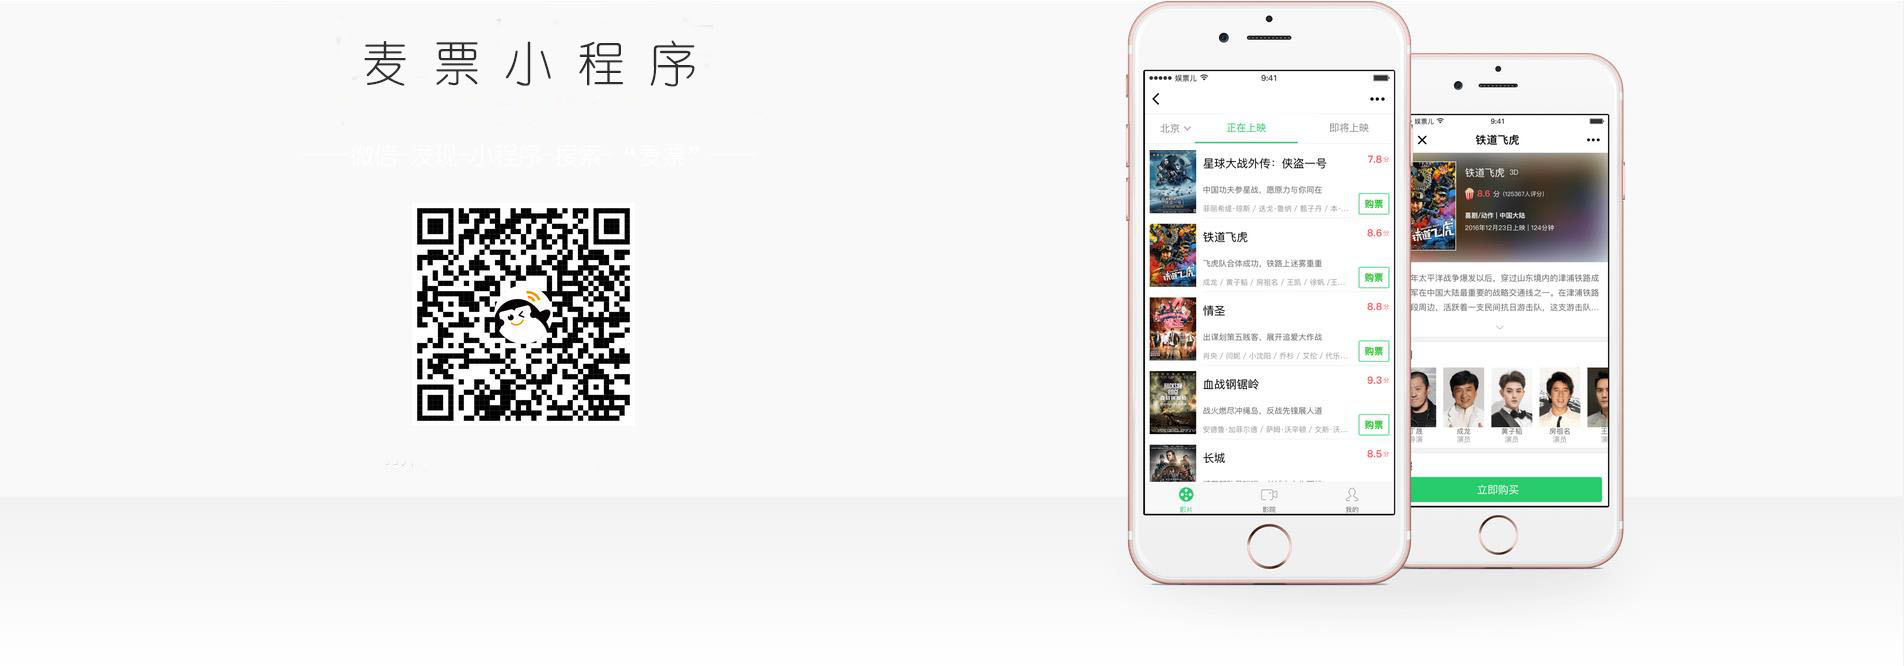 麦票小程序
微信-发现-小程序-搜索-“麦票”
娱票儿
9:41
北京
正在上映
即将上映
星球大战外传：侠盗一号
7.8分
中国功夫参星战，愿原力与你同在
菲丽希缇·琼斯 / 迭戈·鲁纳 / 甄子丹 / 本·...
购票
铁道飞虎
8.6分
飞虎队合体成功，铁路上迷雾重重
成龙 / 黄子韬 / 房祖名 / 王凯 / 徐帆 /王...
购票
情圣
8.8分
出谋划第五贱客，展开追爱大作战
肖央 / 闫妮 / 小沈阳 / 乔杉 / 艾伦 / 代乐...
购票
血战钢锯岭
9.3分
战火燃尽冲绳岛，反战先锋展人道
安德鲁·加菲尔德 / 萨姆·沃辛顿 / 文斯·沃...
购票
长城
8.5分
影片
影院
我的
娱票儿
9:41
铁道飞虎
铁道飞虎 3D
8.6 分 (125367人评分)
喜剧/动作 | 中国大陆
2016年12月23日上映 | 124分钟
年太平洋战争爆发以后，穿过山东境内的津浦铁路成
军在中国大陆最重要的战略交通线之一。在津浦铁路
段周边，活跃着一支民间抗日游击队，这支游击队...
丁晟
成龙
黄子韬
房祖名
王
导演
演员
演员
演员
演
立即购买